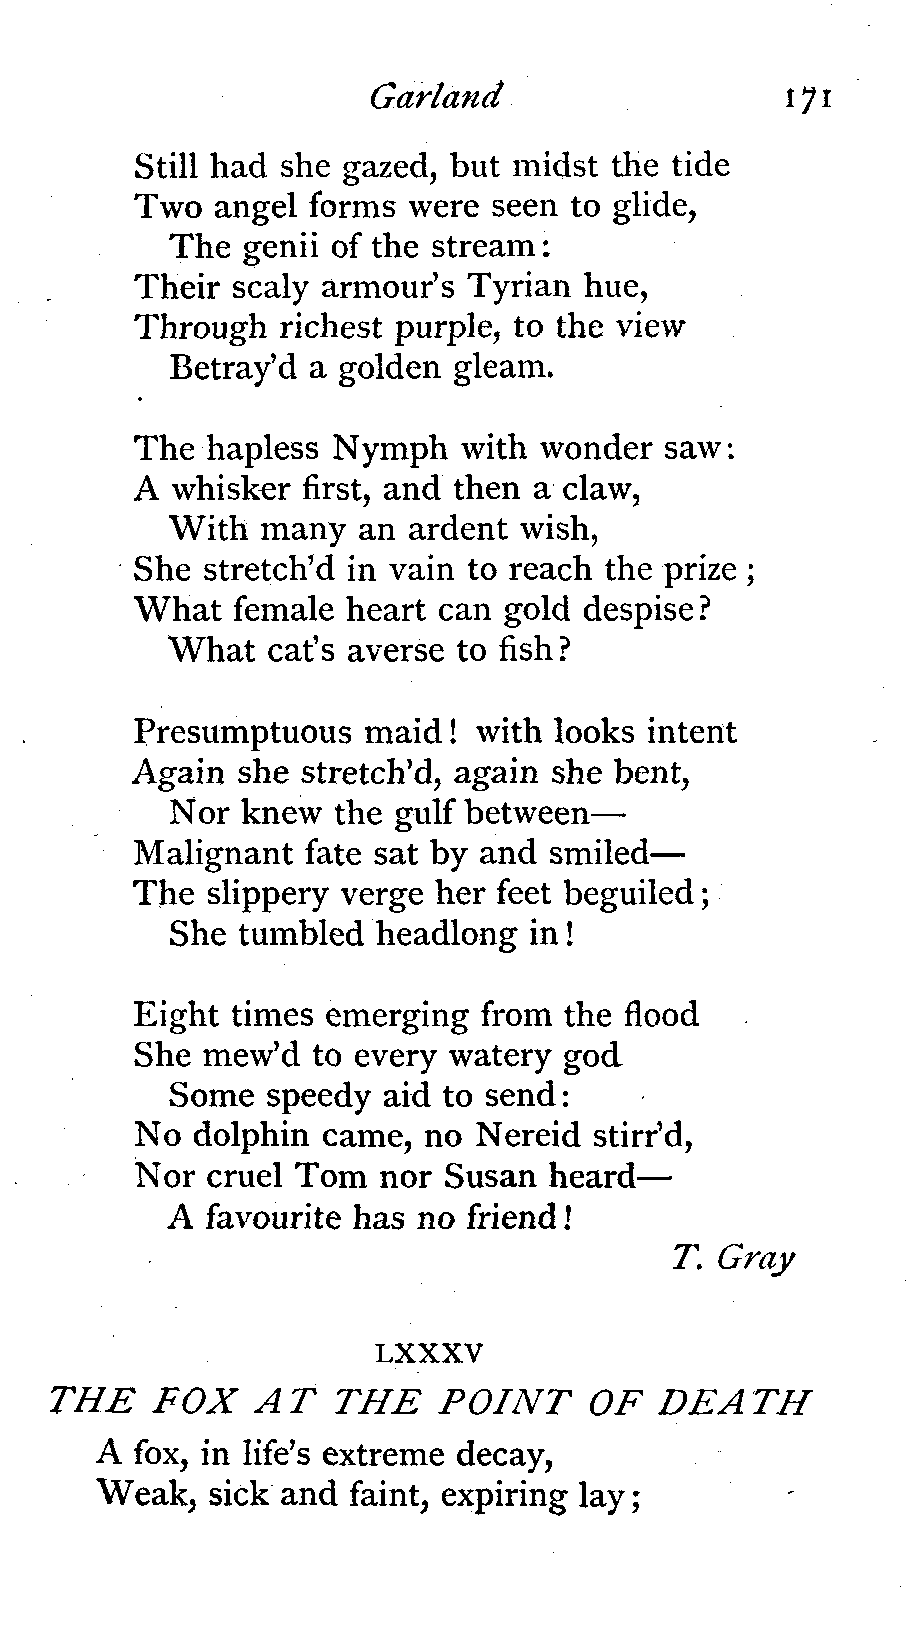 Garland 171
Still had she gazed, but midst the tide
Two angel forms were seen to glide,
The genii of the stream:
Their scaly armour's Tyrian hue,
Through richest purple, to the view
Betray'd a golden gleam.
The hapless Nymph with wonder saw:
A whisker first, and then a claw,
With many an ardent wish,
She stretch'd in vain to reach the prize;
What female heart can gold despise?
What cat's averse to fish?
Presumptuous maid! with looks intent
Again she stretch'd, again she bent,
Nor knew the gulf between—
Malignant fate sat by and smiled—
The slippery verge her feet beguiled;
She tumbled headlong in!
Eight times emerging from the flood
She mew'd to every watery god
Some speedy aid to send:
No dolphin came, no Nereid stirr'd,
Nor cruel Tom nor Susan heard—
A favourite has no friend!
T. Gray
LXXXV
THE FOX AT THE POINT OF DEATH
A fox, in life's extreme decay,
Weak, sick and faint, expiring lay;